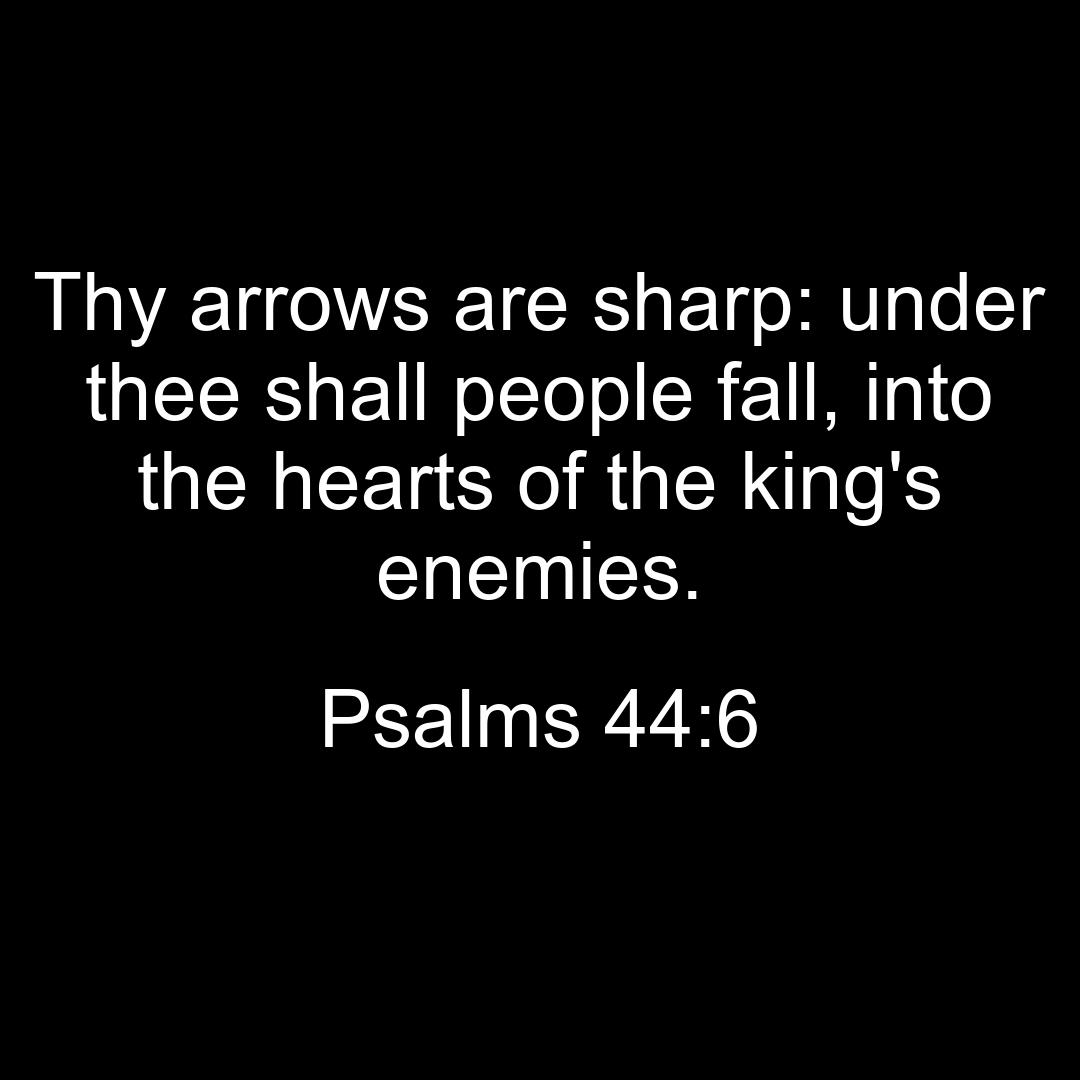 Thy arrows are sharp: under
thee shall people fall, into
the hearts of the king's
enemies.
Psalms 44:6